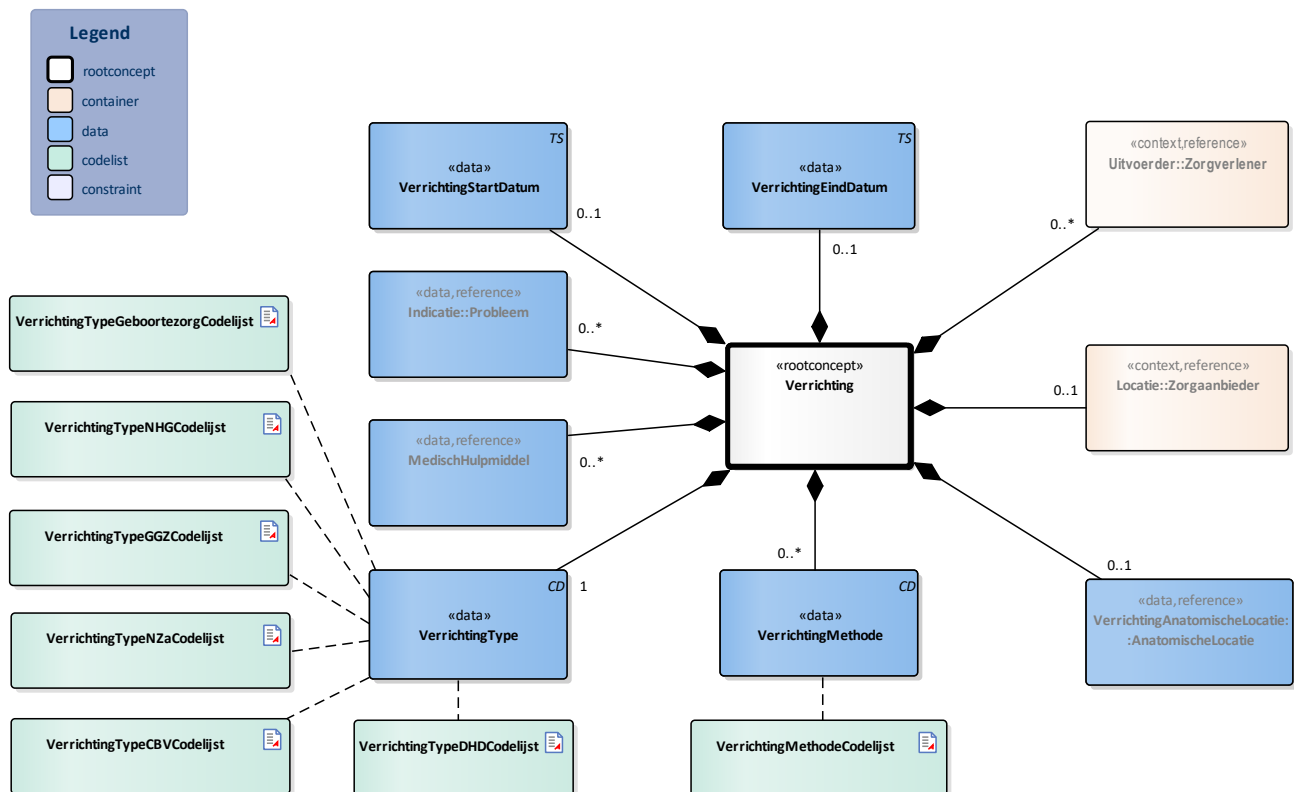 Legend
rootconcept
container
data
codelist
constraint
TS
«data»
VerrichtingStartDatum
0..1
TS
«data»
VerrichtingEindDatum
0..1
«context,reference»
Uitvoerder::Zorgverlener
0..*
«data,reference»
Indicatie::Probleem
0..*
VerrichtingTypeGeboortezorgCodelijst
«rootconcept»
Verrichting
«context,reference»
Locatie::Zorgaanbieder
0..1
VerrichtingTypeNHGCodelijst
«data,reference»
MedischHulpmiddel
0..*
VerrichtingTypeGGZCodelijst
CD
1
«data»
VerrichtingType
0..*
CD
«data»
VerrichtingMethode
0..1
«data,reference»
VerrichtingAnatomischeLocatie:
:AnatomischeLocatie
VerrichtingTypeNZaCodelijst
VerrichtingTypeCBVCodelijst
VerrichtingTypeDHDCodelijst
VerrichtingMethodeCodelijst